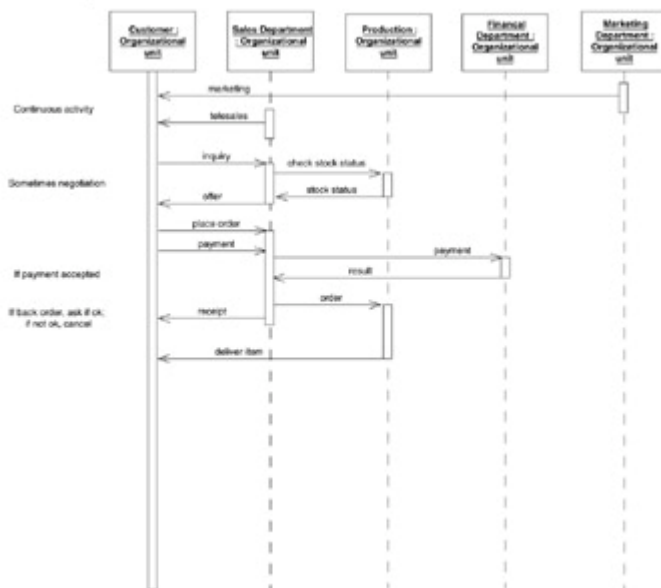 Customer :
Organizational
unit
Sales Department
: Organizational
unit
Production :
Organizational
unit
Financal
Department :
Organizational
unit
Marketing
Department :
Organizational
unit
marketing
Continuous activity
telesales
inquiry
check stock status
Sometimes negotiation
stock status
offer
place order
payment
payment
If payment accepted
result
order
If back order, ask if ok;
if not ok, cancel
receipt
deliver item